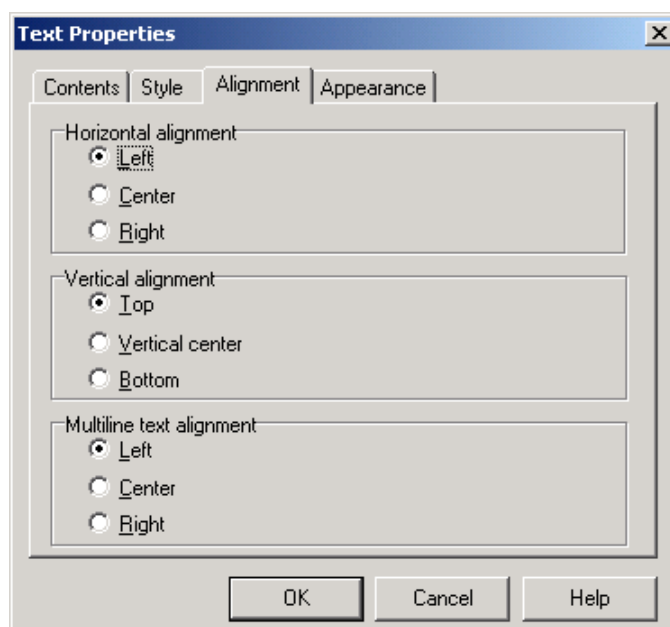 Text Properties
Contents Style Alignment Appearance
Horizontal alignment
Left
Center
Right
Vertical alignment
Top
Vertical center
Bottom
Multiline text alignment
Left
Center
Right
OK Cancel Help